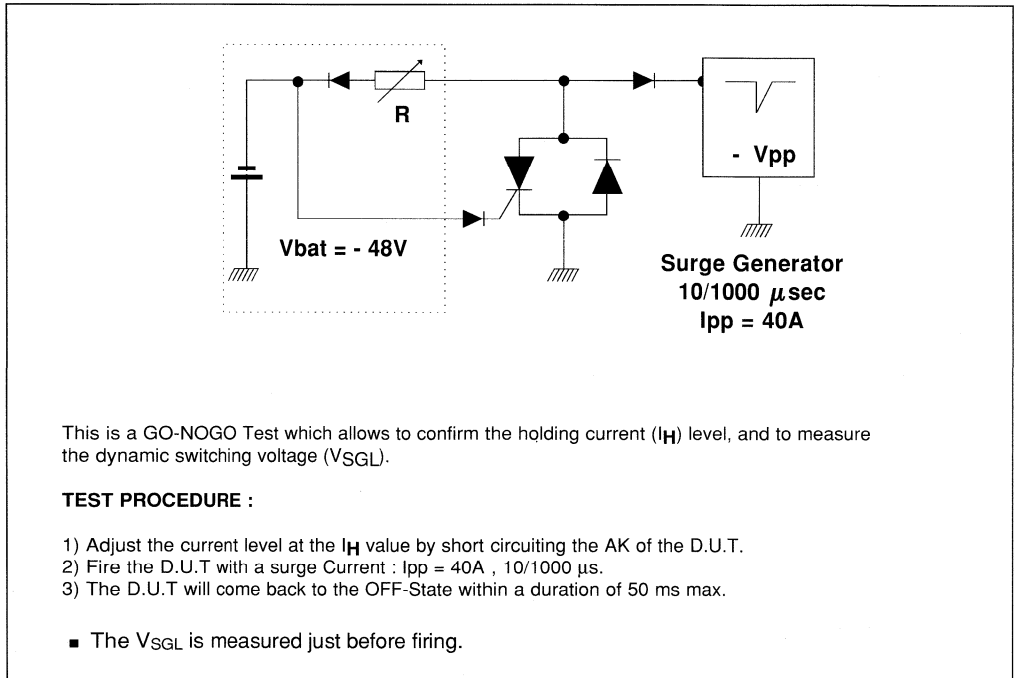 R
- Vpp
Vbat = - 48V
Surge Generator
10/1000 μsec
Ipp = 40A
This is a GO-NOGO Test which allows to confirm the holding current (IH) level, and to measure
the dynamic switching voltage (VSGL).
TEST PROCEDURE :
1) Adjust the current level at the IH value by short circuiting the AK of the D.U.T.
2) Fire the D.U.T with a surge Current : Ipp = 40A , 10/1000 μs.
3) The D.U.T will come back to the OFF-State within a duration of 50 ms max.
■ The VSGL is measured just before firing.